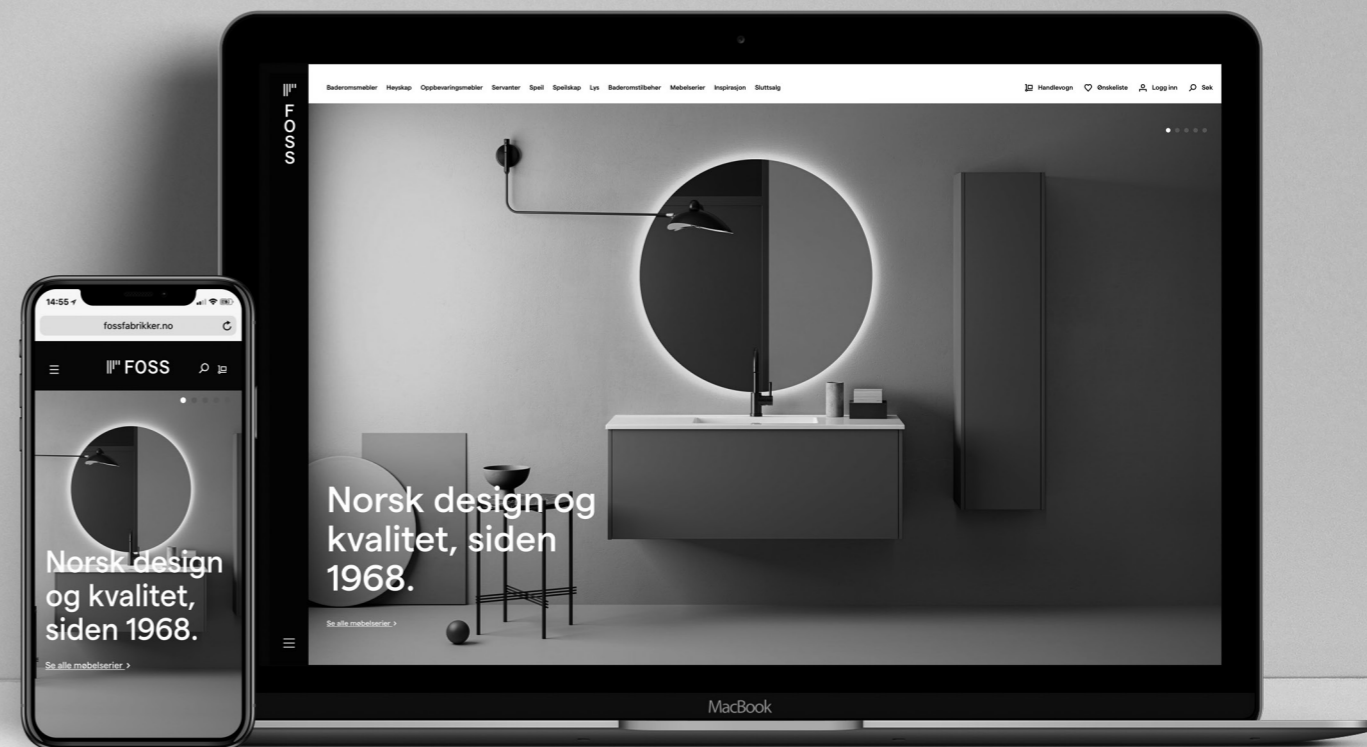 Baderomsmøbler Høyskap Oppbevaringsmøbler Servanter Speil Speilskap Lys Baderomstilbehør Møbelserier Inspirasjon Sluttsalg
Handlevogn Ønskeliste Logg inn Søk
FOSS
Norsk design og
kvalitet, siden
1968.
Se alle møbelserier >
MacBook
14:55
fossfabrikker.no
FOSS
Norsk design
og kvalitet,
siden 1968.
Se alle møbelserier >